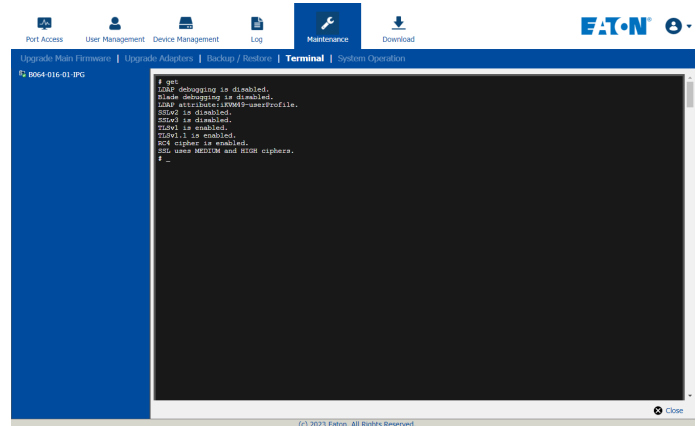 Port Access User Management Device Management Log Maintenance Download
EATON
Upgrade Main Firmware | Upgrade Adapters | Backup / Restore | Terminal | System Operation
B064-016-01-IPG
# get
LDAP debugging is disabled.
Blade debugging is disabled.
LDAP attribute:iKVM49-userProfile.
SSLv2 is disabled.
SSLv3 is disabled.
TLSv1 is enabled.
TLSv1.1 is enabled.
RC4 cipher is enabled.
SSL uses MEDIUM and HIGH ciphers.
# _
Close
(c) 2023 Eaton. All Rights Reserved.